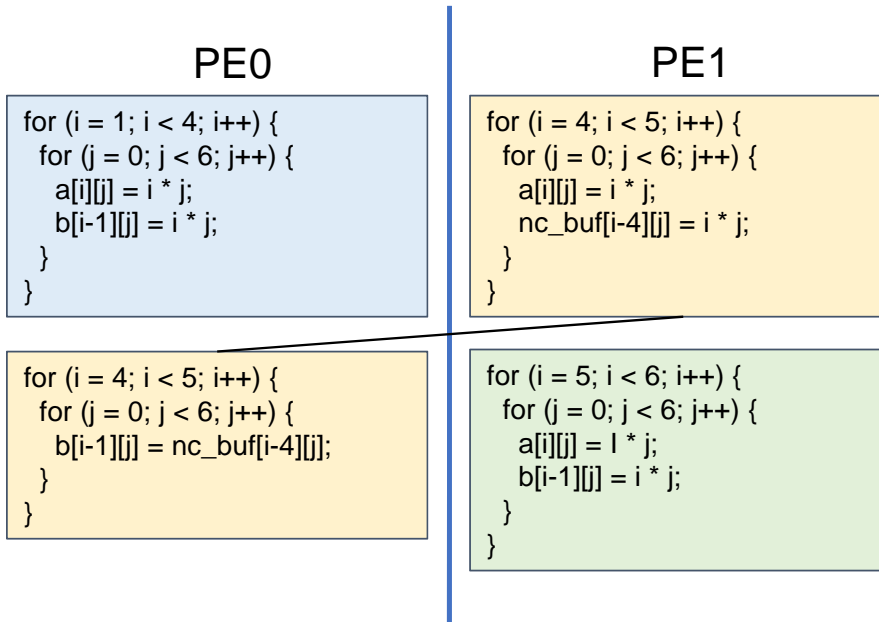 PE0
for (i = 1; i < 4; i++) {
for (j = 0; j < 6; j++) {
a[i][j] = i * j;
b[i-1][j] = i * j;
}
}
for (i = 4; i < 5; i++) {
for (j = 0; j < 6; j++) {
b[i-1][j] = nc_buf[i-4][j];
}
}
PE1
for (i = 4; i < 5; i++) {
for (j = 0; j < 6; j++) {
a[i][j] = i * j;
nc_buf[i-4][j] = i * j;
}
}
for (i = 5; i < 6; i++) {
for (j = 0; j < 6; j++) {
a[i][j] = I * j;
b[i-1][j] = i * j;
}
}